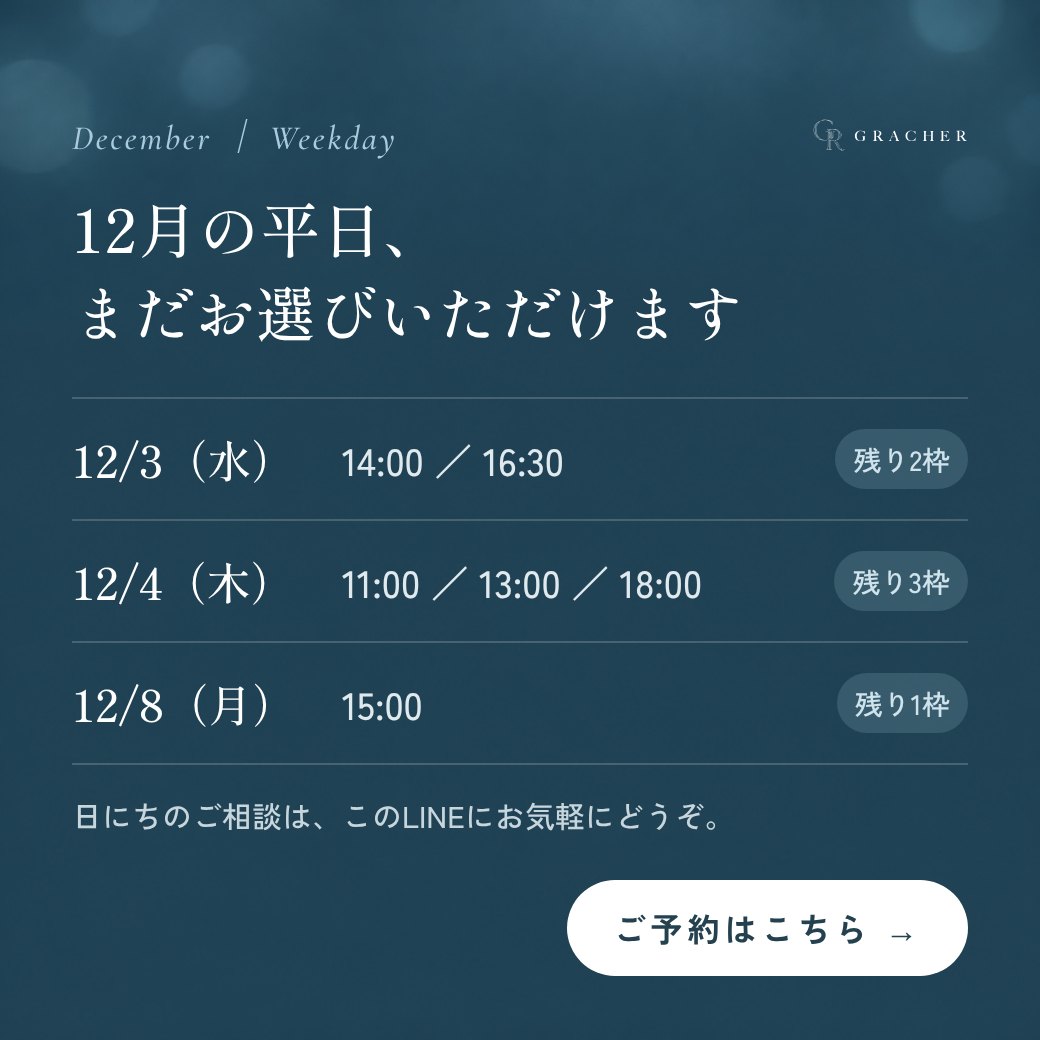 December / Weekday
GR GRACHER
12月の平日、
まだお選びいただけます
12/3（水） 14:00 ／ 16:30 残り2枠
12/4（木） 11:00 ／ 13:00 ／ 18:00 残り3枠
12/8（月） 15:00 残り1枠
日にちのご相談は、このLINEにお気軽にどうぞ。
ご予約はこちら →